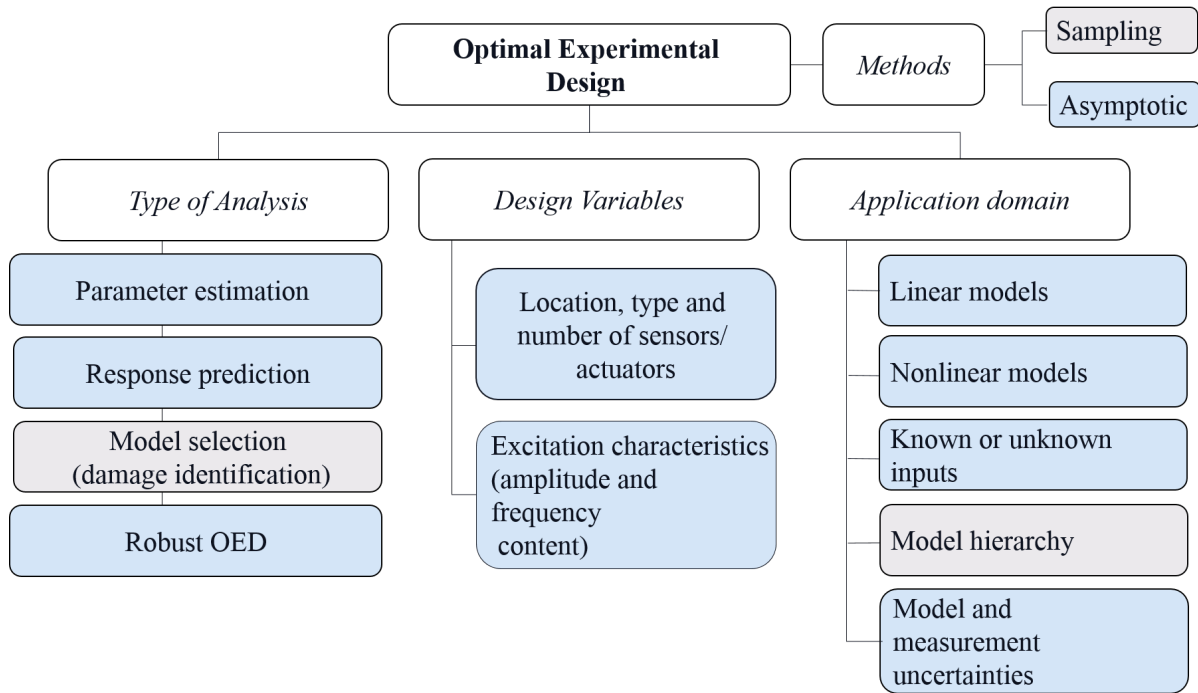 Optimal Experimental
Design
Methods
Sampling
Asymptotic
Type of Analysis
Parameter estimation
Response prediction
Model selection
(damage identification)
Robust OED
Design Variables
Location, type and
number of sensors/
actuators
Excitation characteristics
(amplitude and
frequency
content)
Application domain
Linear models
Nonlinear models
Known or unknown
inputs
Model hierarchy
Model and
measurement
uncertainties